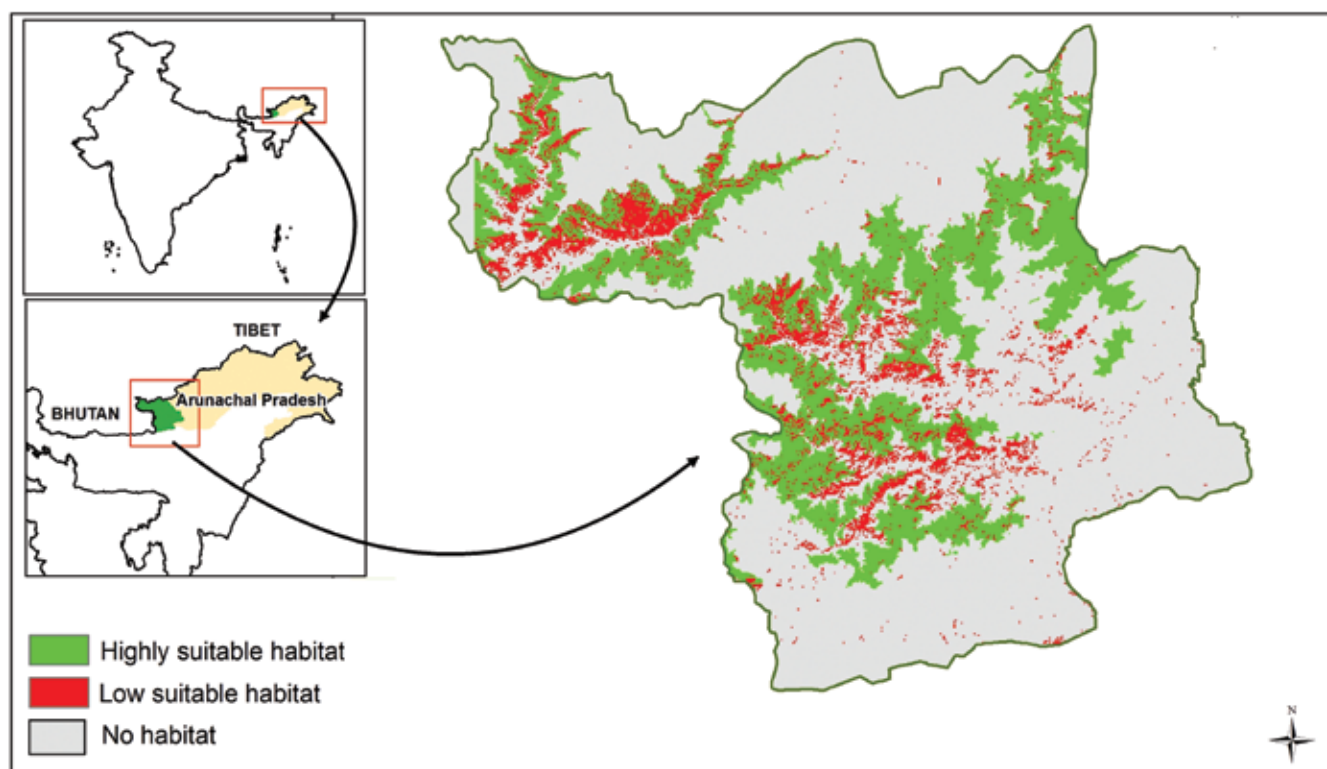 TIBET
BHUTAN
Arunachal Pradesh
Highly suitable habitat
Low suitable habitat
No habitat
N